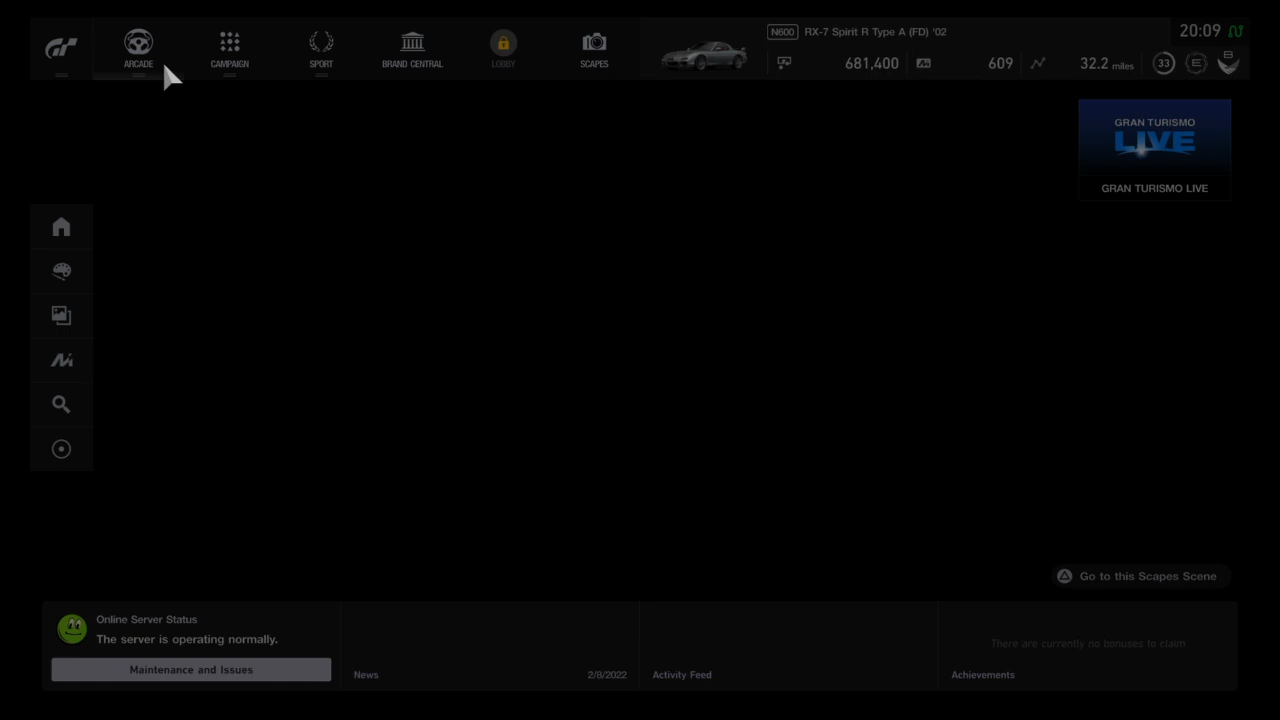 ARCADE
CAMPAIGN
SPORT
BRAND CENTRAL
LOBBY
SCAPES
N600 RX-7 Spirit R Type A (FD) '02
20:09
681,400
609
32.2 miles
33
E
B
GRAN TURISMO
LIVE
GRAN TURISMO LIVE
Go to this Scapes Scene
Online Server Status
The server is operating normally.
Maintenance and Issues
News
2/8/2022
Activity Feed
There are currently no bonuses to claim
Achievements